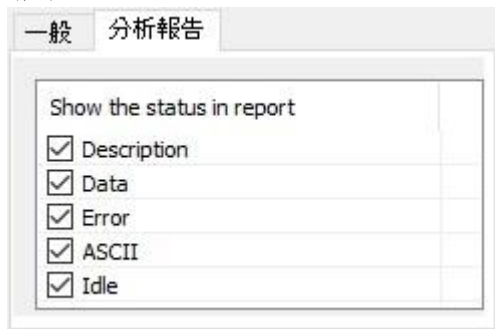 一般 分析報告
Show the status in report
Description
Data
Error
ASCII
Idle